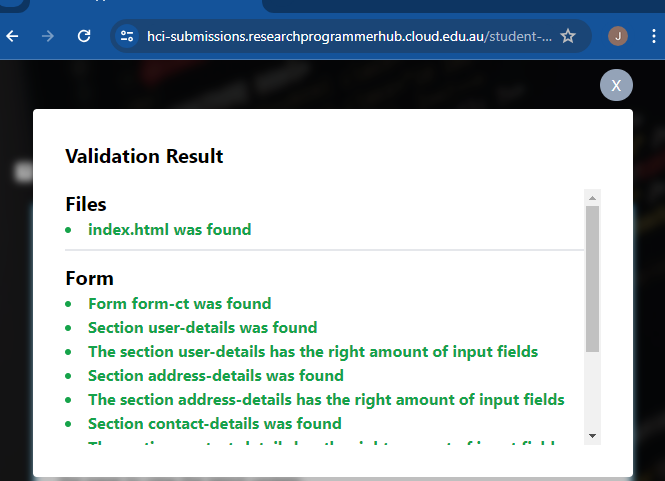 hci-submissions.researchprogrammerhub.cloud.edu.au/student-...
J
X
Validation Result
Files
• index.html was found
Form
• Form form-ct was found
• Section user-details was found
• The section user-details has the right amount of input fields
• Section address-details was found
• The section address-details has the right amount of input fields
• Section contact-details was found